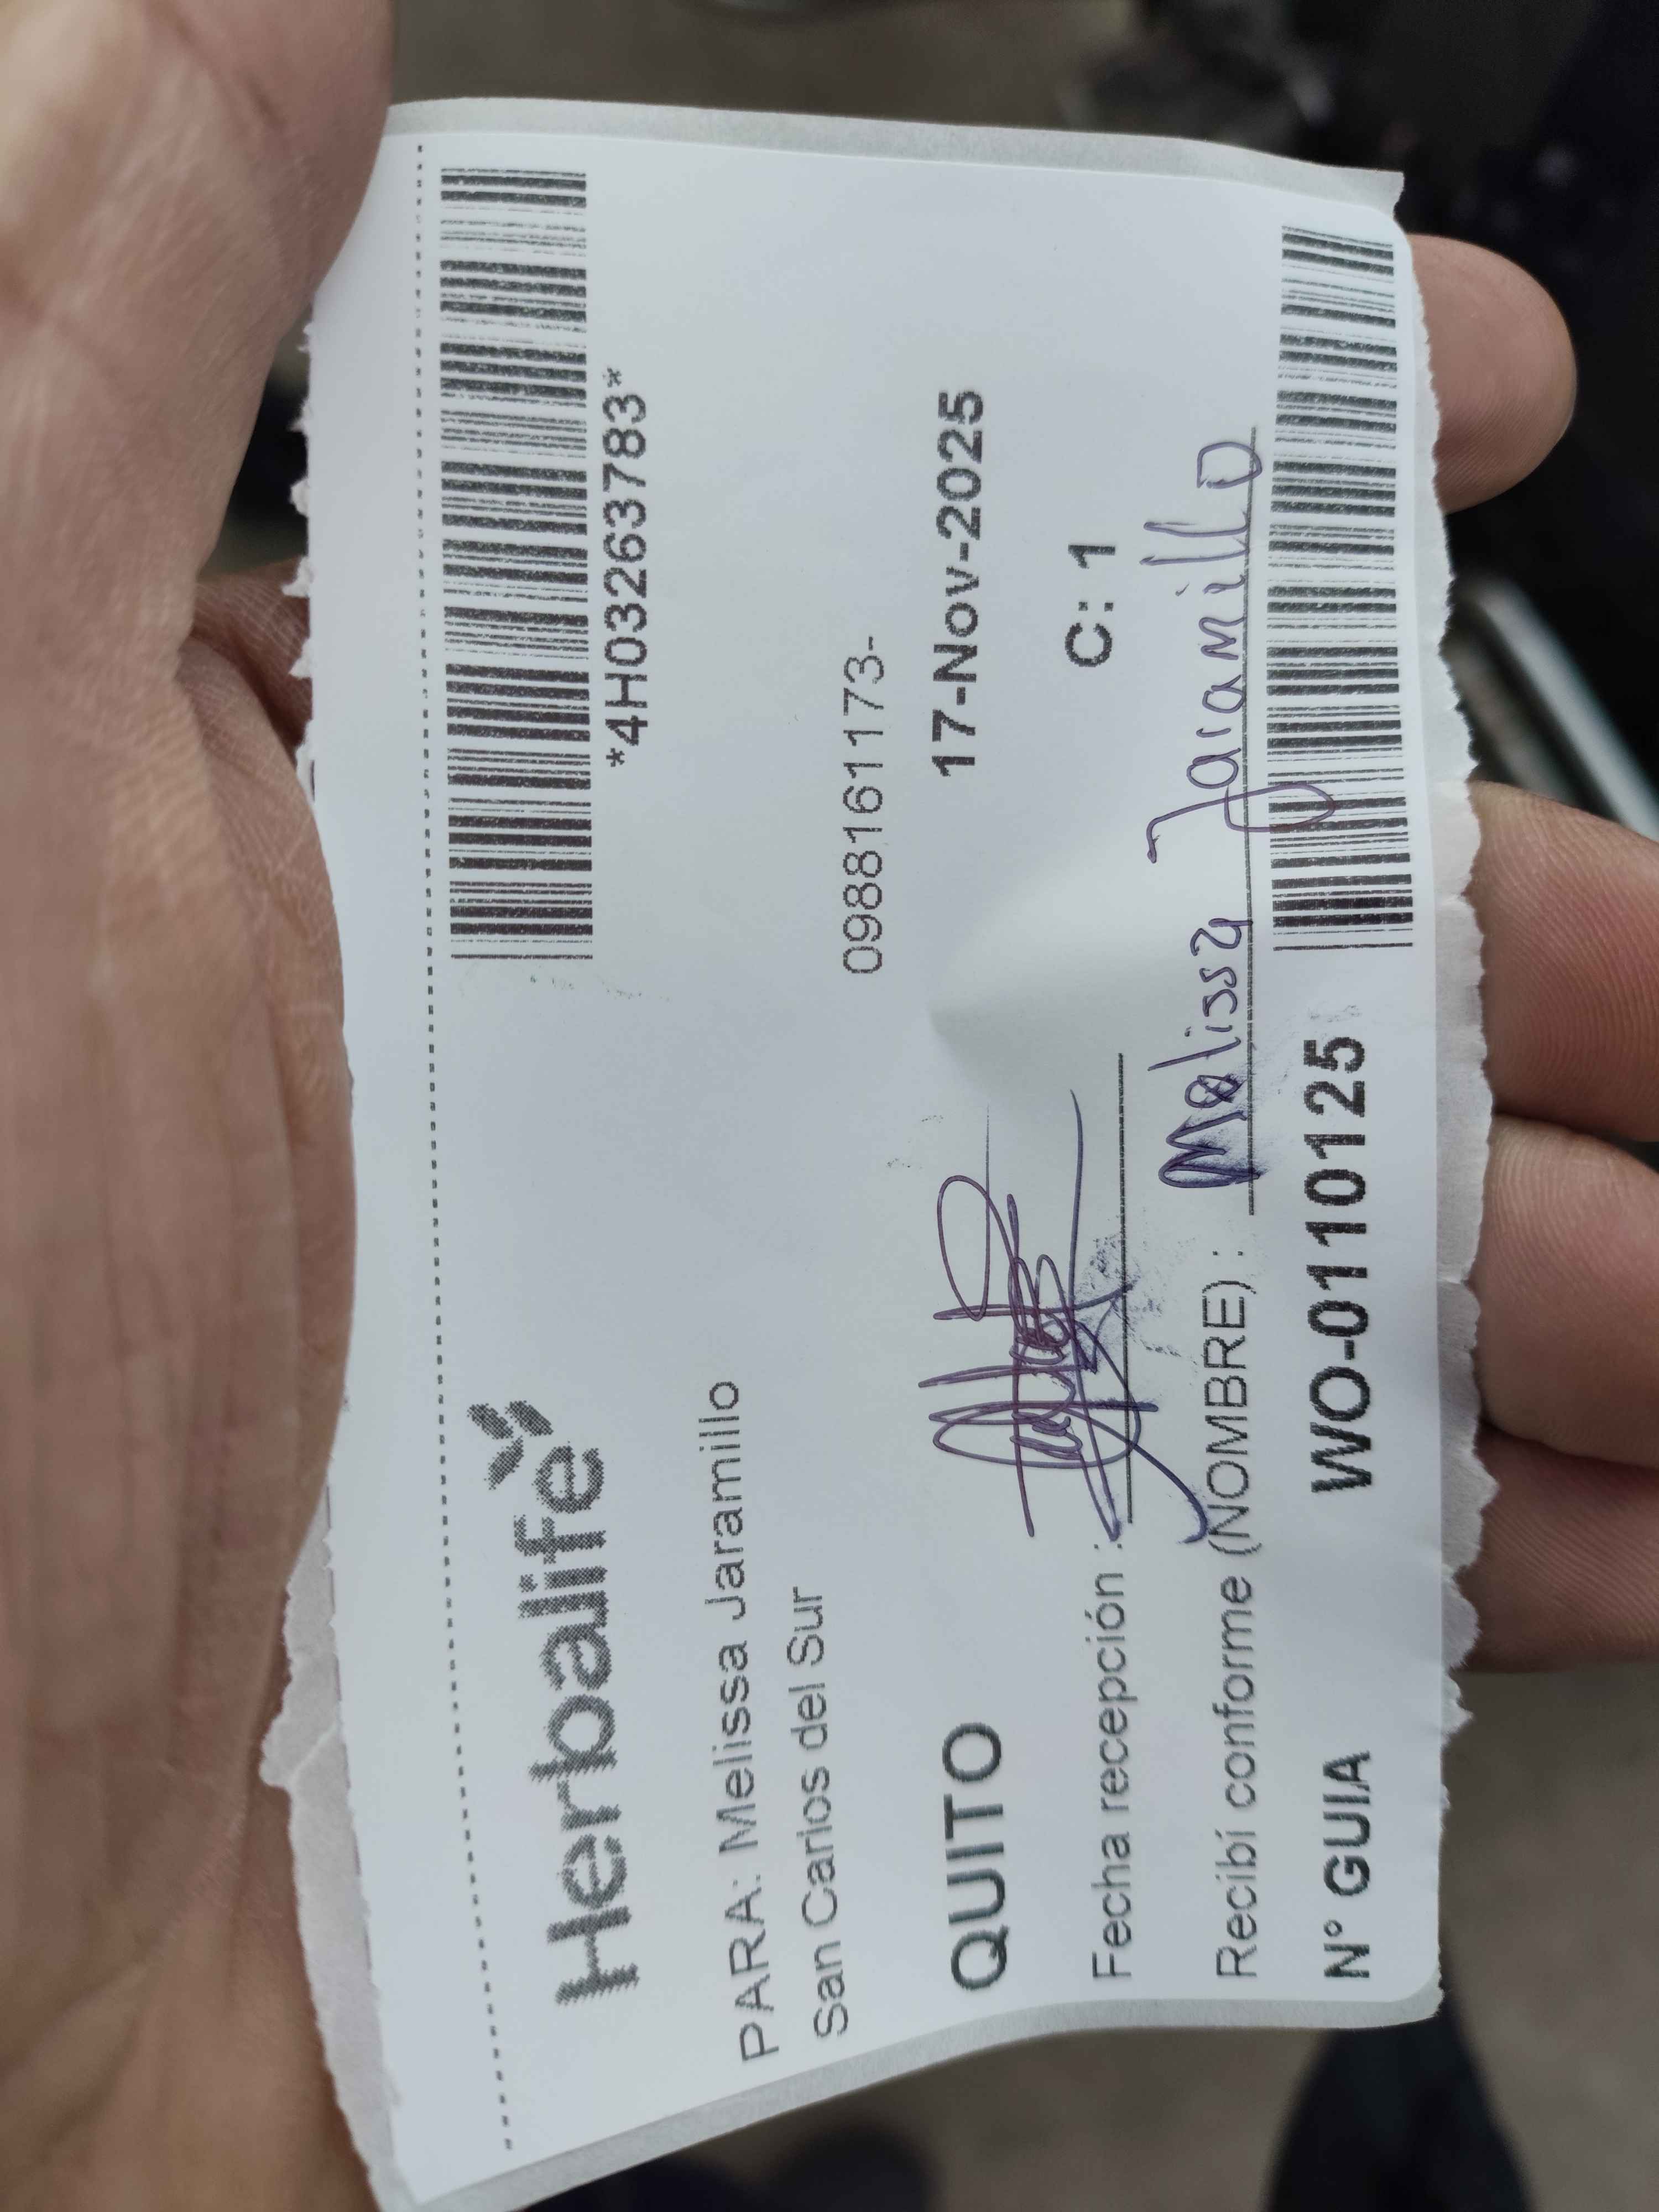 Herbalife
*4H03263783*
PARA: Melissa Jaramillo
San Carlos del Sur
0988161173-
QUITO
17-Nov-2025
Fecha recepción :
C: 1
Recibí conforme (NOMBRE) : Melissa Jaramillo
N° GUIA WO-0110125